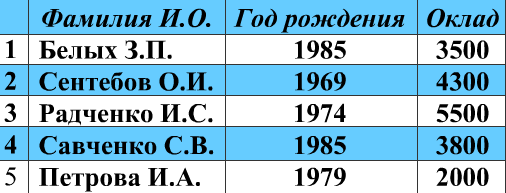 Фамилия И.О. Год рождения Оклад
1 Белых З.П. 1985 3500
2 Сентебов О.И. 1969 4300
3 Радченко И.С. 1974 5500
4 Савченко С.В. 1985 3800
5 Петрова И.А. 1979 2000